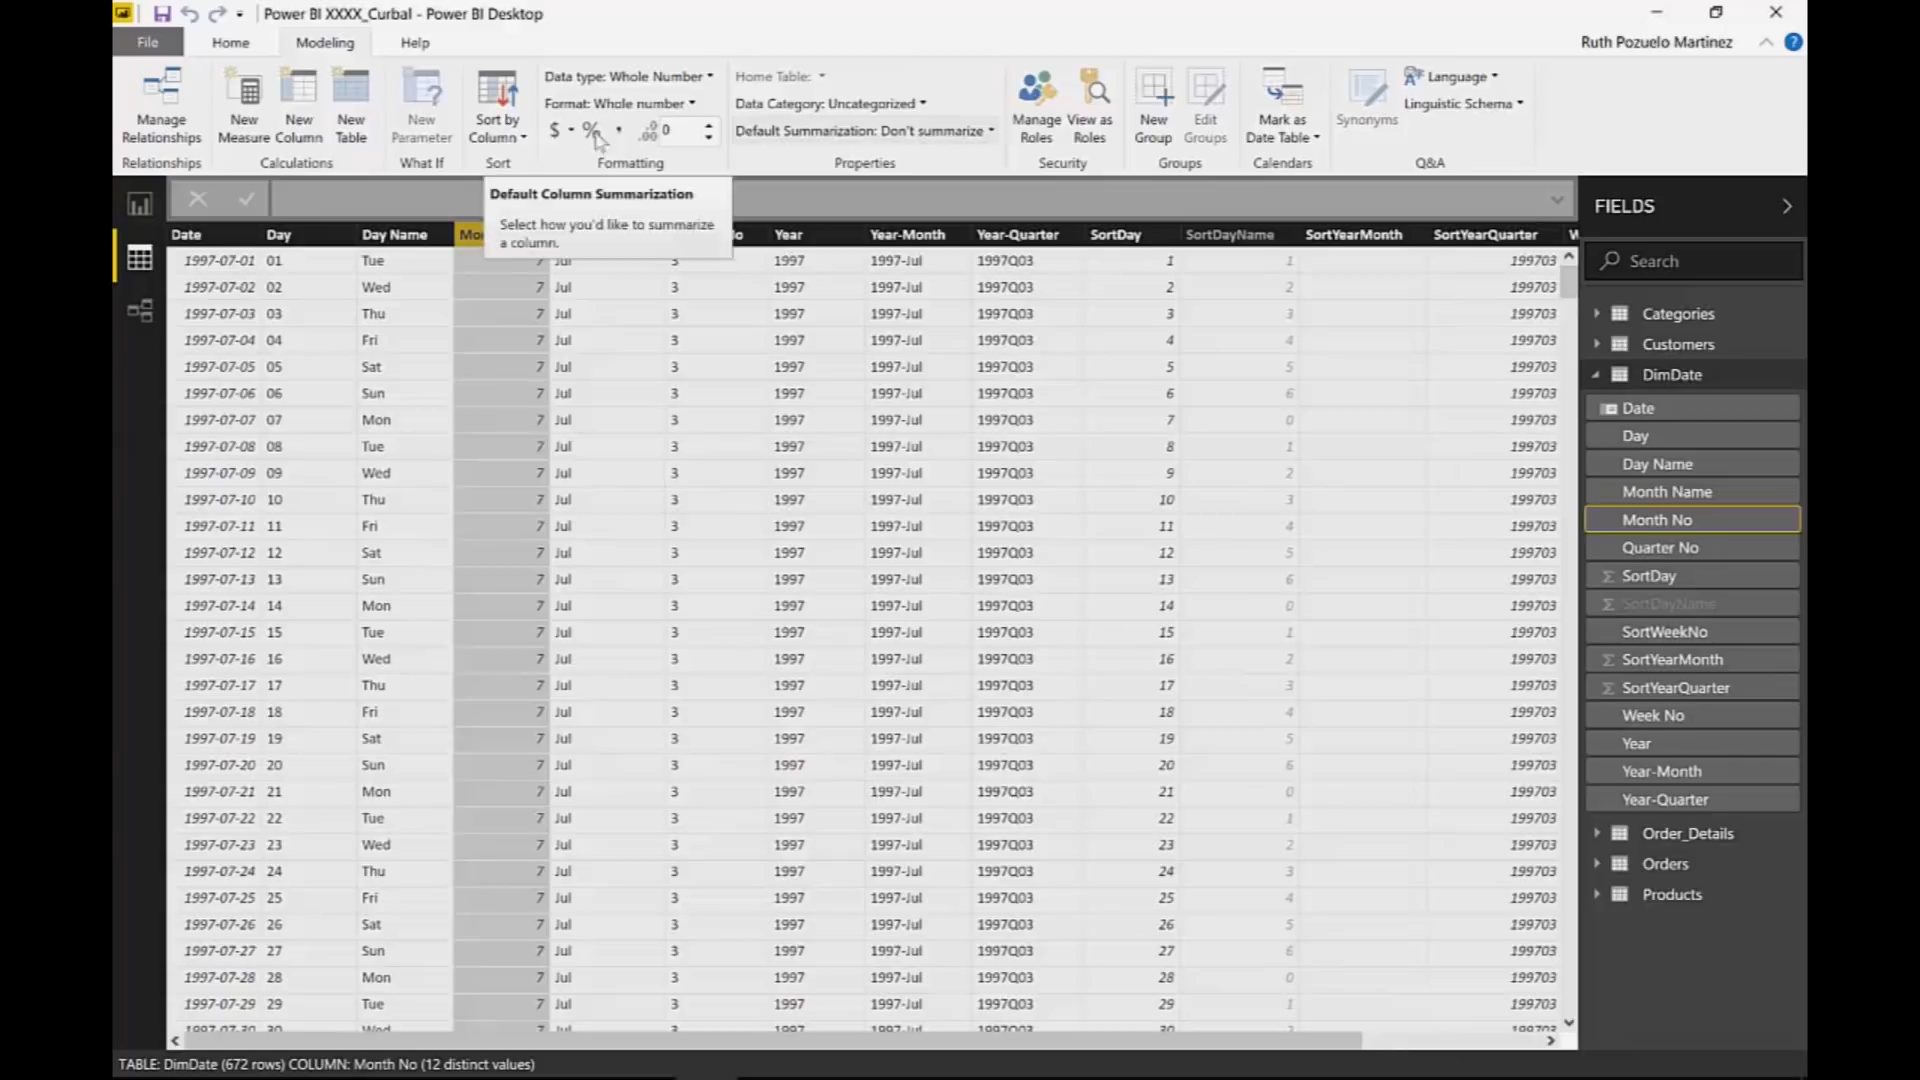 Power BI XXXX_Curbal - Power BI Desktop
File Home Modeling Help
Ruth Pozuelo Martinez
Manage Relationships
New Measure
New Column
New Table
New Parameter
Sort by Column
Data type: Whole Number
Format: Whole number
$ % , .00 0
Home Table:
Data Category: Uncategorized
Default Summarization: Don't summarize
Manage Roles
View as Roles
New Group
Edit Groups
Mark as Date Table
Synonyms
Language
Linguistic Schema
Relationships Calculations What If Sort Formatting Properties Security Groups Calendars Q&A
Default Column Summarization
Select how you'd like to summarize
a column.
Date Day Day Name Year Year-Month Year-Quarter SortDay SortDayName SortYearMonth SortYearQuarter
1997-07-01 01 Tue 7 Jul 3 1997 1997-Jul 1997Q03 1 1 199703
1997-07-02 02 Wed 7 Jul 3 1997 1997-Jul 1997Q03 2 2 199703
1997-07-03 03 Thu 7 Jul 3 1997 1997-Jul 1997Q03 3 3 199703
1997-07-04 04 Fri 7 Jul 3 1997 1997-Jul 1997Q03 4 4 199703
1997-07-05 05 Sat 7 Jul 3 1997 1997-Jul 1997Q03 5 5 199703
1997-07-06 06 Sun 7 Jul 3 1997 1997-Jul 1997Q03 6 6 199703
1997-07-07 07 Mon 7 Jul 3 1997 1997-Jul 1997Q03 7 0 199703
1997-07-08 08 Tue 7 Jul 3 1997 1997-Jul 1997Q03 8 1 199703
1997-07-09 09 Wed 7 Jul 3 1997 1997-Jul 1997Q03 9 2 199703
1997-07-10 10 Thu 7 Jul 3 1997 1997-Jul 1997Q03 10 3 199703
1997-07-11 11 Fri 7 Jul 3 1997 1997-Jul 1997Q03 11 4 199703
1997-07-12 12 Sat 7 Jul 3 1997 1997-Jul 1997Q03 12 5 199703
1997-07-13 13 Sun 7 Jul 3 1997 1997-Jul 1997Q03 13 6 199703
1997-07-14 14 Mon 7 Jul 3 1997 1997-Jul 1997Q03 14 0 199703
1997-07-15 15 Tue 7 Jul 3 1997 1997-Jul 1997Q03 15 1 199703
1997-07-16 16 Wed 7 Jul 3 1997 1997-Jul 1997Q03 16 2 199703
1997-07-17 17 Thu 7 Jul 3 1997 1997-Jul 1997Q03 17 3 199703
1997-07-18 18 Fri 7 Jul 3 1997 1997-Jul 1997Q03 18 4 199703
1997-07-19 19 Sat 7 Jul 3 1997 1997-Jul 1997Q03 19 5 199703
1997-07-20 20 Sun 7 Jul 3 1997 1997-Jul 1997Q03 20 6 199703
1997-07-21 21 Mon 7 Jul 3 1997 1997-Jul 1997Q03 21 0 199703
1997-07-22 22 Tue 7 Jul 3 1997 1997-Jul 1997Q03 22 1 199703
1997-07-23 23 Wed 7 Jul 3 1997 1997-Jul 1997Q03 23 2 199703
1997-07-24 24 Thu 7 Jul 3 1997 1997-Jul 1997Q03 24 3 199703
1997-07-25 25 Fri 7 Jul 3 1997 1997-Jul 1997Q03 25 4 199703
1997-07-26 26 Sat 7 Jul 3 1997 1997-Jul 1997Q03 26 5 199703
1997-07-27 27 Sun 7 Jul 3 1997 1997-Jul 1997Q03 27 6 199703
1997-07-28 28 Mon 7 Jul 3 1997 1997-Jul 1997Q03 28 0 199703
1997-07-29 29 Tue 7 Jul 3 1997 1997-Jul 1997Q03 29 1 199703
FIELDS
Search
Categories
Customers
DimDate
Date
Day
Day Name
Month Name
Month No
Quarter No
SortDay
SortDayName
SortWeekNo
SortYearMonth
SortYearQuarter
Week No
Year
Year-Month
Year-Quarter
Order_Details
Orders
Products
TABLE: DimDate (672 rows) COLUMN: Month No (12 distinct values)